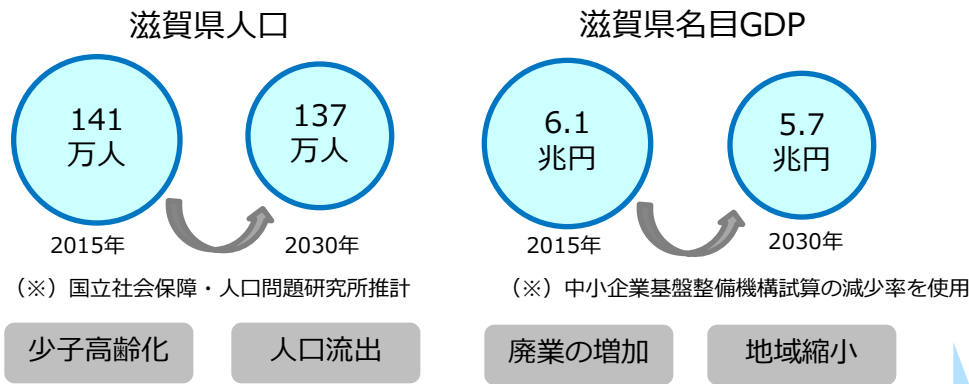 滋賀県人口
141
万人
137
万人
2015年
2030年
（※）国立社会保障・人口問題研究所推計
少子高齢化
人口流出
滋賀県名目GDP
6.1
兆円
5.7
兆円
2015年
2030年
（※）中小企業基盤整備機構試算の減少率を使用
廃業の増加
地域縮小